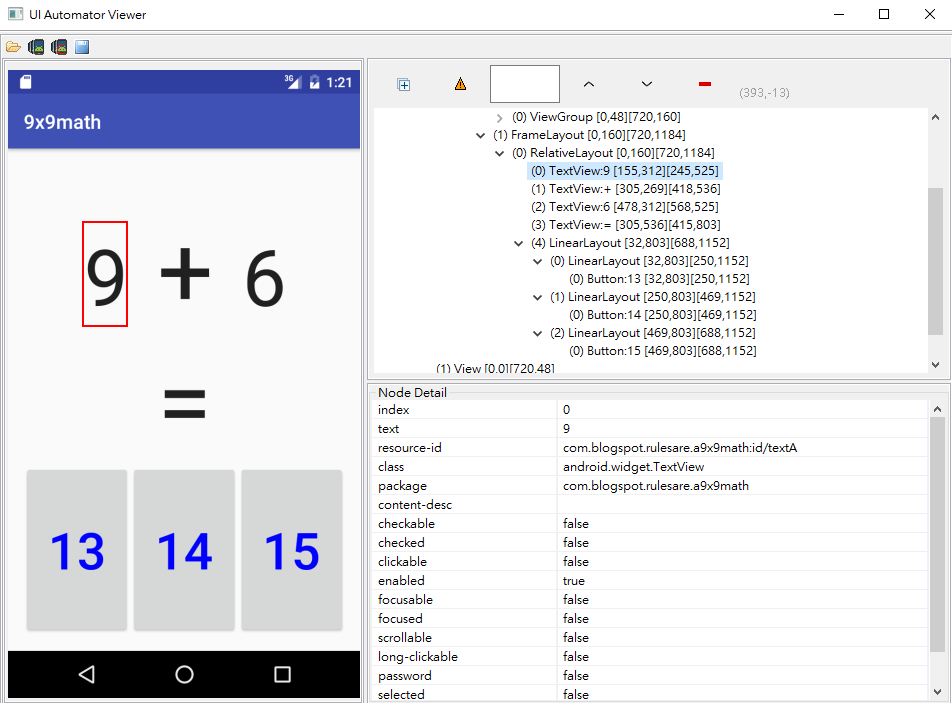 UI Automator Viewer
3G 1:21
9x9math
9 + 6
=
13 14 15
(393,-13)
(0) ViewGroup [0,48][720,160]
(1) FrameLayout [0,160][720,1184]
(0) RelativeLayout [0,160][720,1184]
(0) TextView:9 [155,312][245,525]
(1) TextView:+ [305,269][418,536]
(2) TextView:6 [478,312][568,525]
(3) TextView:= [305,536][415,803]
(4) LinearLayout [32,803][688,1152]
(0) LinearLayout [32,803][250,1152]
(0) Button:13 [32,803][250,1152]
(1) LinearLayout [250,803][469,1152]
(0) Button:14 [250,803][469,1152]
(2) LinearLayout [469,803][688,1152]
(0) Button:15 [469,803][688,1152]
(1) View [0,0][720,48]
Node Detail
index 0
text 9
resource-id com.blogspot.rulesare.a9x9math:id/textA
class android.widget.TextView
package com.blogspot.rulesare.a9x9math
content-desc
checkable false
checked false
clickable false
enabled true
focusable false
focused false
scrollable false
long-clickable false
password false
selected false